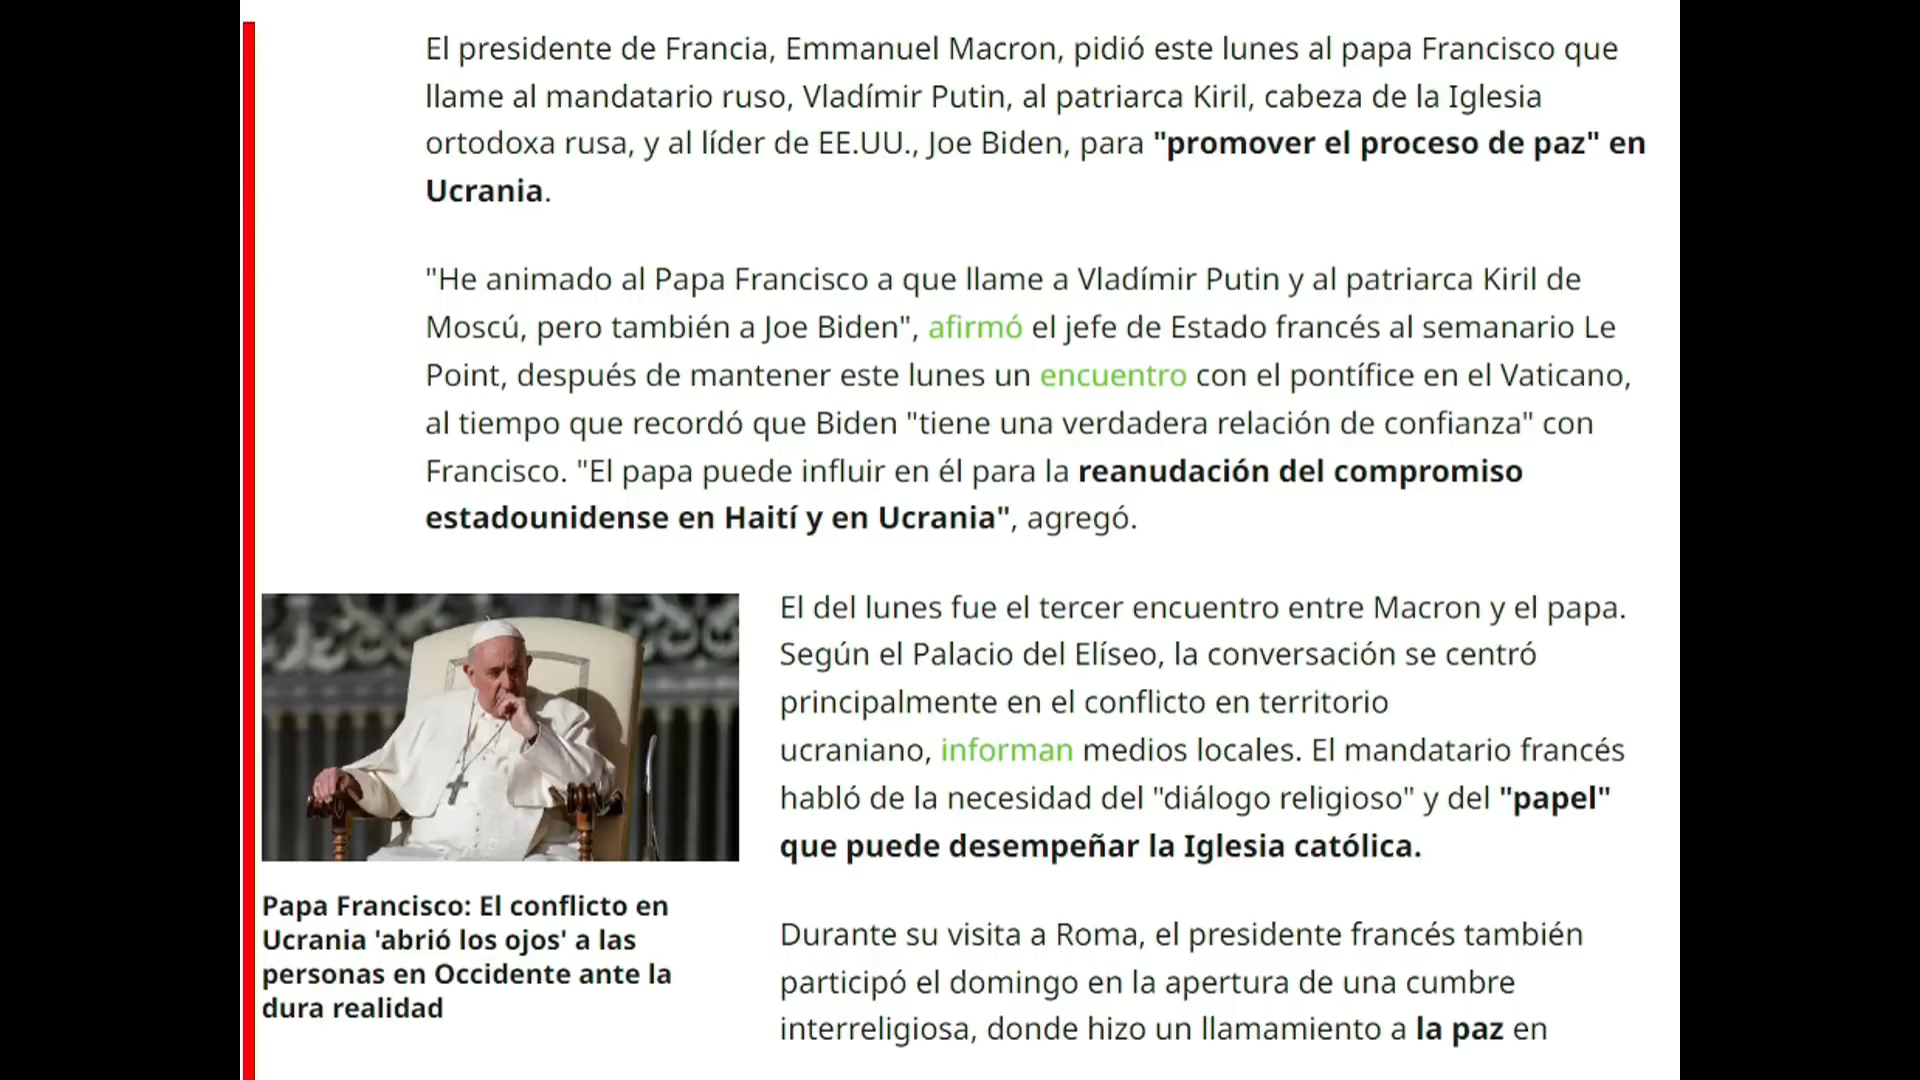 El presidente de Francia, Emmanuel Macron, pidió este lunes al papa Francisco que
llame al mandatario ruso, Vladímir Putin, al patriarca Kiril, cabeza de la Iglesia
ortodoxa rusa, y al líder de EE.UU., Joe Biden, para "promover el proceso de paz" en
Ucrania.
"He animado al Papa Francisco a que llame a Vladímir Putin y al patriarca Kiril de
Moscú, pero también a Joe Biden", afirmó el jefe de Estado francés al semanario Le
Point, después de mantener este lunes un encuentro con el pontífice en el Vaticano,
al tiempo que recordó que Biden "tiene una verdadera relación de confianza" con
Francisco. "El papa puede influir en él para la reanudación del compromiso
estadounidense en Haití y en Ucrania", agregó.
El del lunes fue el tercer encuentro entre Macron y el papa.
Según el Palacio del Elíseo, la conversación se centró
principalmente en el conflicto en territorio
ucraniano, informan medios locales. El mandatario francés
habló de la necesidad del "diálogo religioso" y del "papel"
que puede desempeñar la Iglesia católica.
Papa Francisco: El conflicto en
Ucrania 'abrió los ojos' a las
personas en Occidente ante la
dura realidad
Durante su visita a Roma, el presidente francés también
participó el domingo en la apertura de una cumbre
interreligiosa, donde hizo un llamamiento a la paz en